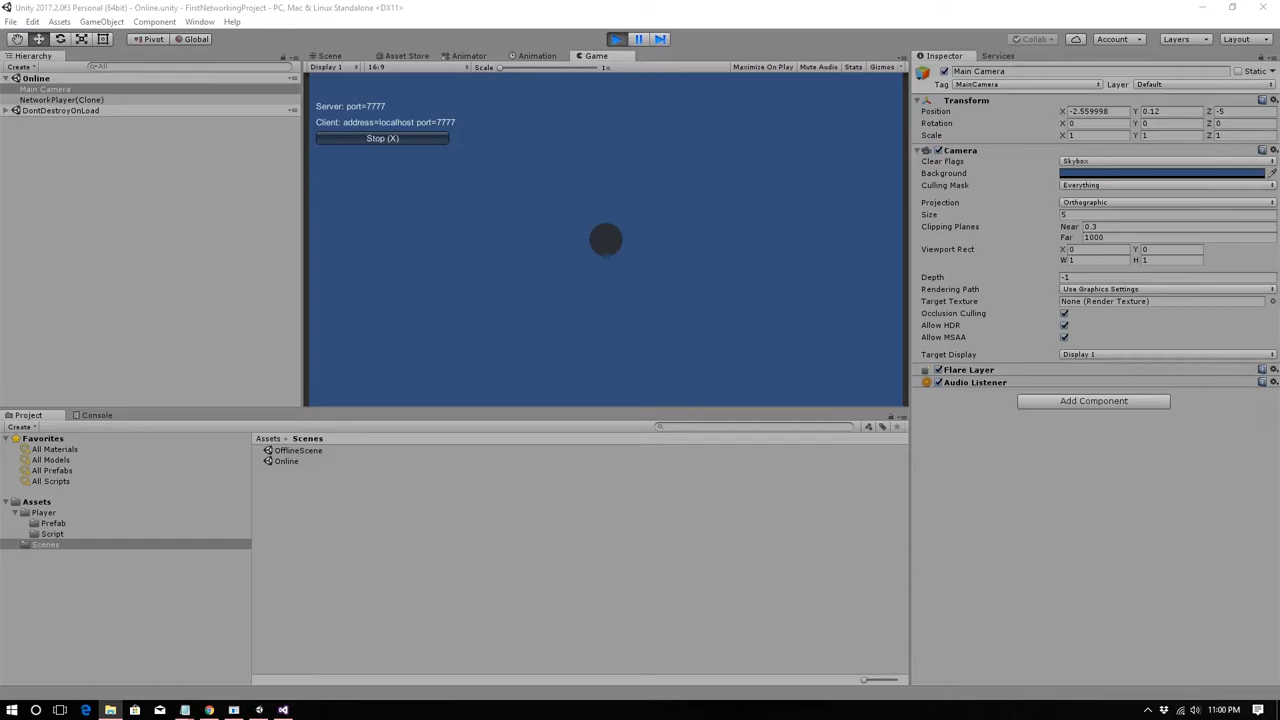 Unity 2017.2.0f3 Personal (64bit) - Online.unity - FirstNetworkingProject - PC, Mac & Linux Standalone <DX11>
File Edit Assets GameObject Component Window Help
Pivot Global Collab Account Layers Layout
Hierarchy Scene Asset Store Animator Animation Game Inspector Services
Create All Display 1 16:9 Scale 1x Maximize On Play Mute Audio Stats Gizmos
Main Camera Static
Online
Tag MainCamera Layer Default
Main Camera
NetworkPlayer(Clone)
DontDestroyOnLoad
Server: port=7777
Client: address=localhost port=7777
Stop (X)
Transform
Position X -2.559998 Y 0.12 Z -5
Rotation X 0 Y 0 Z 0
Scale X 1 Y 1 Z 1
Camera
Clear Flags Skybox
Background
Culling Mask Everything
Projection Orthographic
Size 5
Clipping Planes Near 0.3
Far 1000
Viewport Rect X 0 Y 0
W 1 H 1
Depth -1
Rendering Path Use Graphics Settings
Target Texture None (Render Texture)
Occlusion Culling
Allow HDR
Allow MSAA
Target Display Display 1
Flare Layer
Audio Listener
Add Component
Project Console
Create
Favorites
All Materials
All Models
All Prefabs
All Scripts
Assets
Player
Prefab
Script
Scenes
Assets Scenes
OfflineScene
Online
11:00 PM